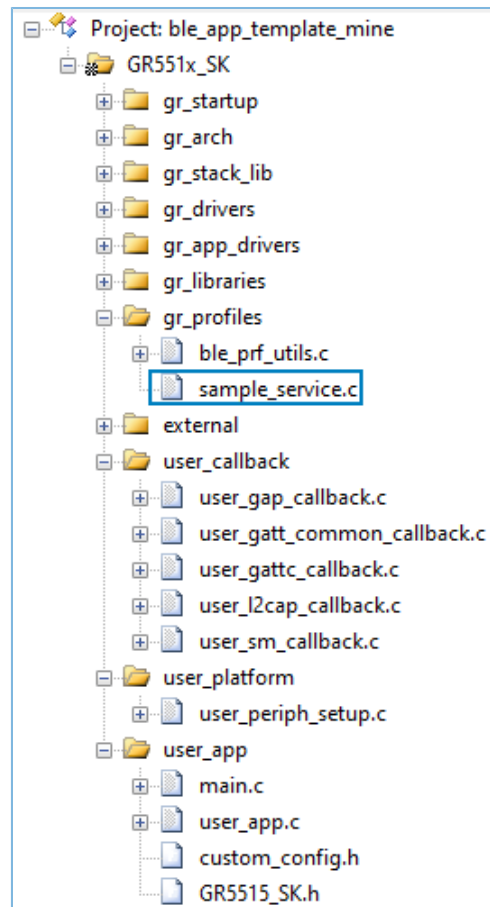 Project: ble_app_template_mine
GR551x_SK
gr_startup
gr_arch
gr_stack_lib
gr_drivers
gr_app_drivers
gr_libraries
gr_profiles
ble_prf_utils.c
sample_service.c
external
user_callback
user_gap_callback.c
user_gatt_common_callback.c
user_gattc_callback.c
user_l2cap_callback.c
user_sm_callback.c
user_platform
user_periph_setup.c
user_app
main.c
user_app.c
custom_config.h
GR5515_SK.h